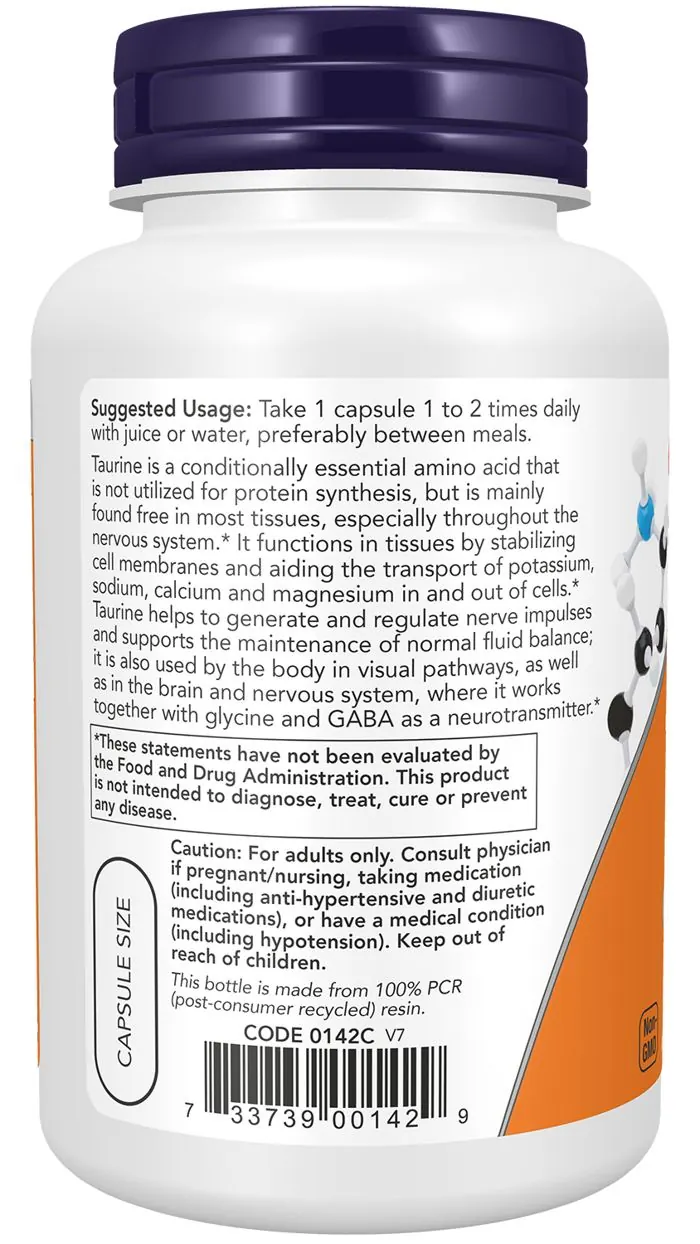 Suggested Usage: Take 1 capsule 1 to 2 times daily
with juice or water, preferably between meals.
Taurine is a conditionally essential amino acid that
is not utilized for protein synthesis, but is mainly
found free in most tissues, especially throughout the
nervous system.* It functions in tissues by stabilizing
cell membranes and aiding the transport of potassium,
sodium, calcium and magnesium in and out of cells.*
Taurine helps to generate and regulate nerve impulses
and supports the maintenance of normal fluid balance;
it is also used by the body in visual pathways, as well
as in the brain and nervous system, where it works
together with glycine and GABA as a neurotransmitter.*
*These statements have not been evaluated by
the Food and Drug Administration. This product
is not intended to diagnose, treat, cure or prevent
any disease.
CAPSULE SIZE
Caution: For adults only. Consult physician
if pregnant/nursing, taking medication
(including anti-hypertensive and diuretic
medications), or have a medical condition
(including hypotension). Keep out of
reach of children.
This bottle is made from 100% PCR
(post-consumer recycled) resin.
CODE 0142C V7
7 33739 00142 9
Non-
GMO